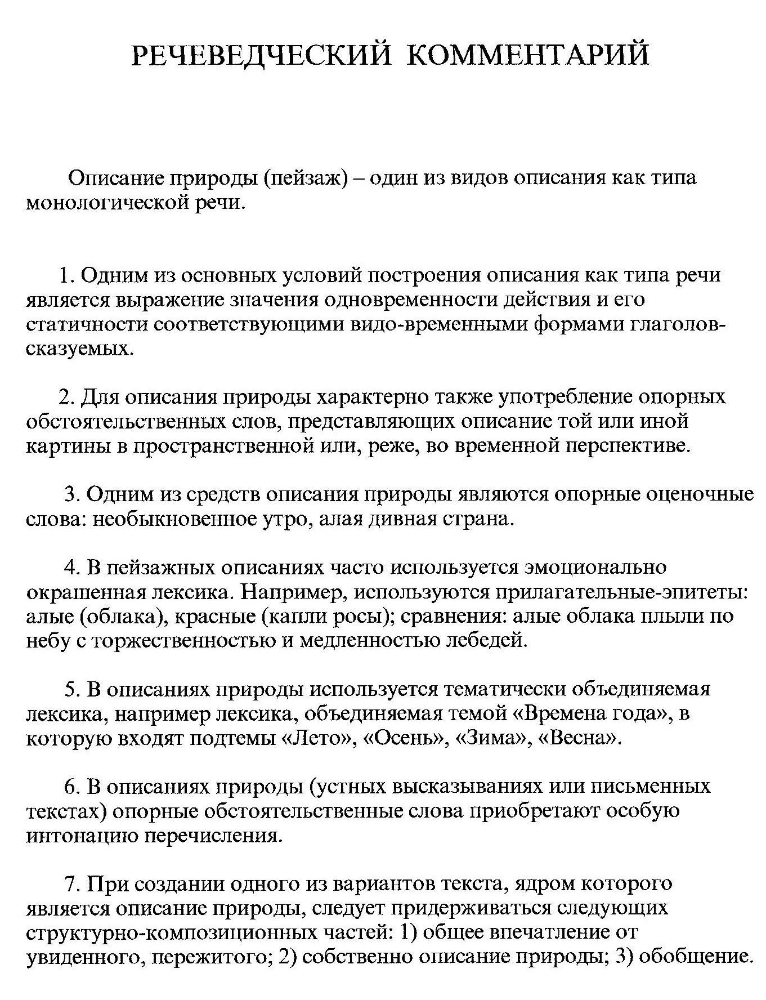 РЕЧЕВЕДЧЕСКИЙ КОММЕНТАРИЙ
Описание природы (пейзаж) – один из видов описания как типа
монологической речи.
1. Одним из основных условий построения описания как типа речи
является выражение значения одновременности действия и его
статичности соответствующими видо-временными формами глаголов-
сказуемых.
2. Для описания природы характерно также употребление опорных
обстоятельственных слов, представляющих описание той или иной
картины в пространственной или, реже, во временной перспективе.
3. Одним из средств описания природы являются опорные оценочные
слова: необыкновенное утро, алая дивная страна.
4. В пейзажных описаниях часто используется эмоционально
окрашенная лексика. Например, используются прилагательные-эпитеты:
алые (облака), красные (капли росы); сравнения: алые облака плыли по
небу с торжественностью и медленностью лебедей.
5. В описаниях природы используется тематически объединяемая
лексика, например лексика, объединяемая темой «Времена года», в
которую входят подтемы «Лето», «Осень», «Зима», «Весна».
6. В описаниях природы (устных высказываниях или письменных
текстах) опорные обстоятельственные слова приобретают особую
интонацию перечисления.
7. При создании одного из вариантов текста, ядром которого
является описание природы, следует придерживаться следующих
структурно-композиционных частей: 1) общее впечатление от
увиденного, пережитого; 2) собственно описание природы; 3) обобщение.